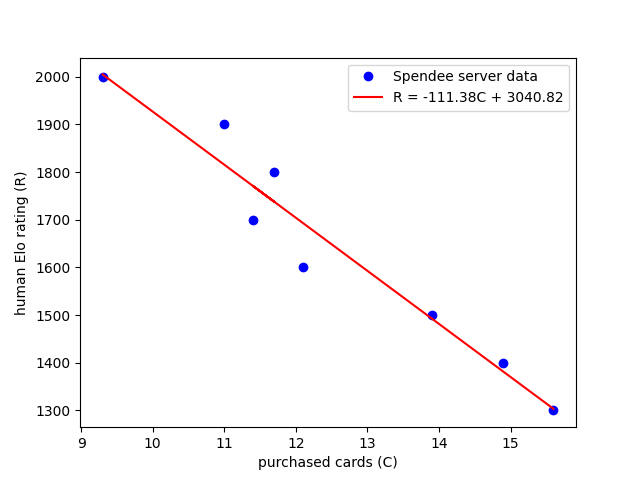 Spendee server data
R = -111.38C + 3040.82
2000
1900
1800
1700
1600
1500
1400
1300
human Elo rating (R)
9 10 11 12 13 14 15
purchased cards (C)